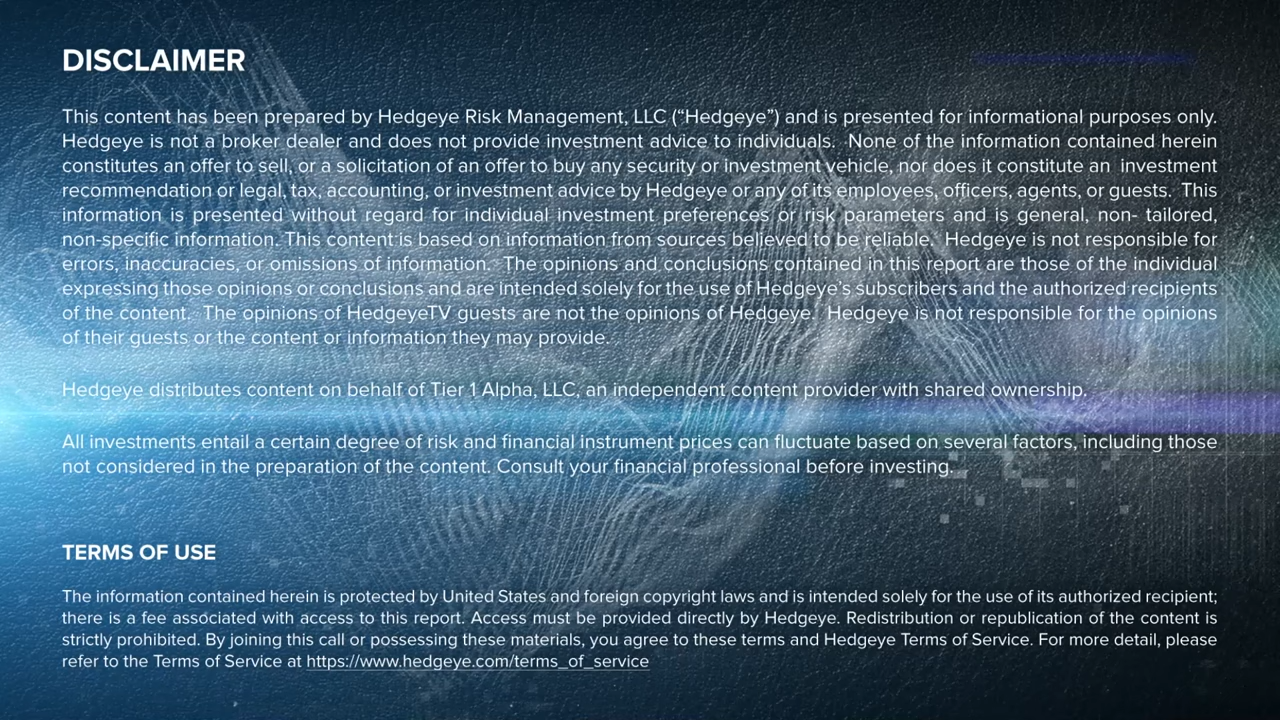 DISCLAIMER
This content has been prepared by Hedgeye Risk Management, LLC (“Hedgeye”) and is presented for informational purposes only.
Hedgeye is not a broker dealer and does not provide investment advice to individuals. None of the information contained herein
constitutes an offer to sell, or a solicitation of an offer to buy any security or investment vehicle, nor does it constitute an investment
recommendation or legal, tax, accounting, or investment advice by Hedgeye or any of its employees, officers, agents, or guests. This
information is presented without regard for individual investment preferences or risk parameters and is general, non- tailored,
non-specific information. This content is based on information from sources believed to be reliable. Hedgeye is not responsible for
errors, inaccuracies, or omissions of information. The opinions and conclusions contained in this report are those of the individual
expressing those opinions or conclusions and are intended solely for the use of Hedgeye’s subscribers and the authorized recipients
of the content. The opinions of HedgeyeTV guests are not the opinions of Hedgeye. Hedgeye is not responsible for the opinions
of their guests or the content or information they may provide.
Hedgeye distributes content on behalf of Tier 1 Alpha, LLC, an independent content provider with shared ownership.
All investments entail a certain degree of risk and financial instrument prices can fluctuate based on several factors, including those
not considered in the preparation of the content. Consult your financial professional before investing.
TERMS OF USE
The information contained herein is protected by United States and foreign copyright laws and is intended solely for the use of its authorized recipient;
there is a fee associated with access to this report. Access must be provided directly by Hedgeye. Redistribution or republication of the content is
strictly prohibited. By joining this call or possessing these materials, you agree to these terms and Hedgeye Terms of Service. For more detail, please
refer to the Terms of Service at https://www.hedgeye.com/terms_of_service